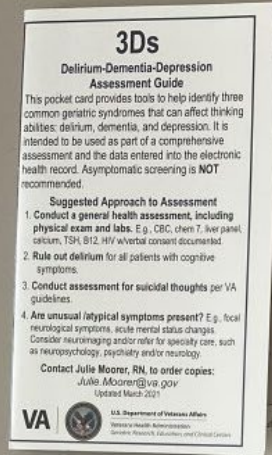 3Ds
Delirium-Dementia-Depression
Assessment Guide
This pocket card provides tools to help identify three
common geriatric syndromes that can affect thinking
abilities: delirium, dementia, and depression. It is
intended to be used as part of a comprehensive
assessment and the data entered into the electronic
health record. Asymptomatic screening is NOT
recommended.
Suggested Approach to Assessment
1. Conduct a general health assessment, including
physical exam and labs. E.g., CBC, chem 7, liver panel,
calcium, TSH, B12, HIV w/verbal consent documented.
2. Rule out delirium for all patients with cognitive
symptoms.
3. Conduct assessment for suicidal thoughts per VA
guidelines.
4. Are unusual /atypical symptoms present? E.g., focal
neurological symptoms, acute mental status changes.
Consider neuroimaging and/or refer for specialty care, such
as neuropsychology, psychiatry and/or neurology.
Contact Julie Moorer, RN, to order copies:
Julie.Moorer@va.gov
Updated March 2021
VA
U.S. Department of Veterans Affairs
Veterans Health Administration
Geriatric Research, Education, and Clinical Centers